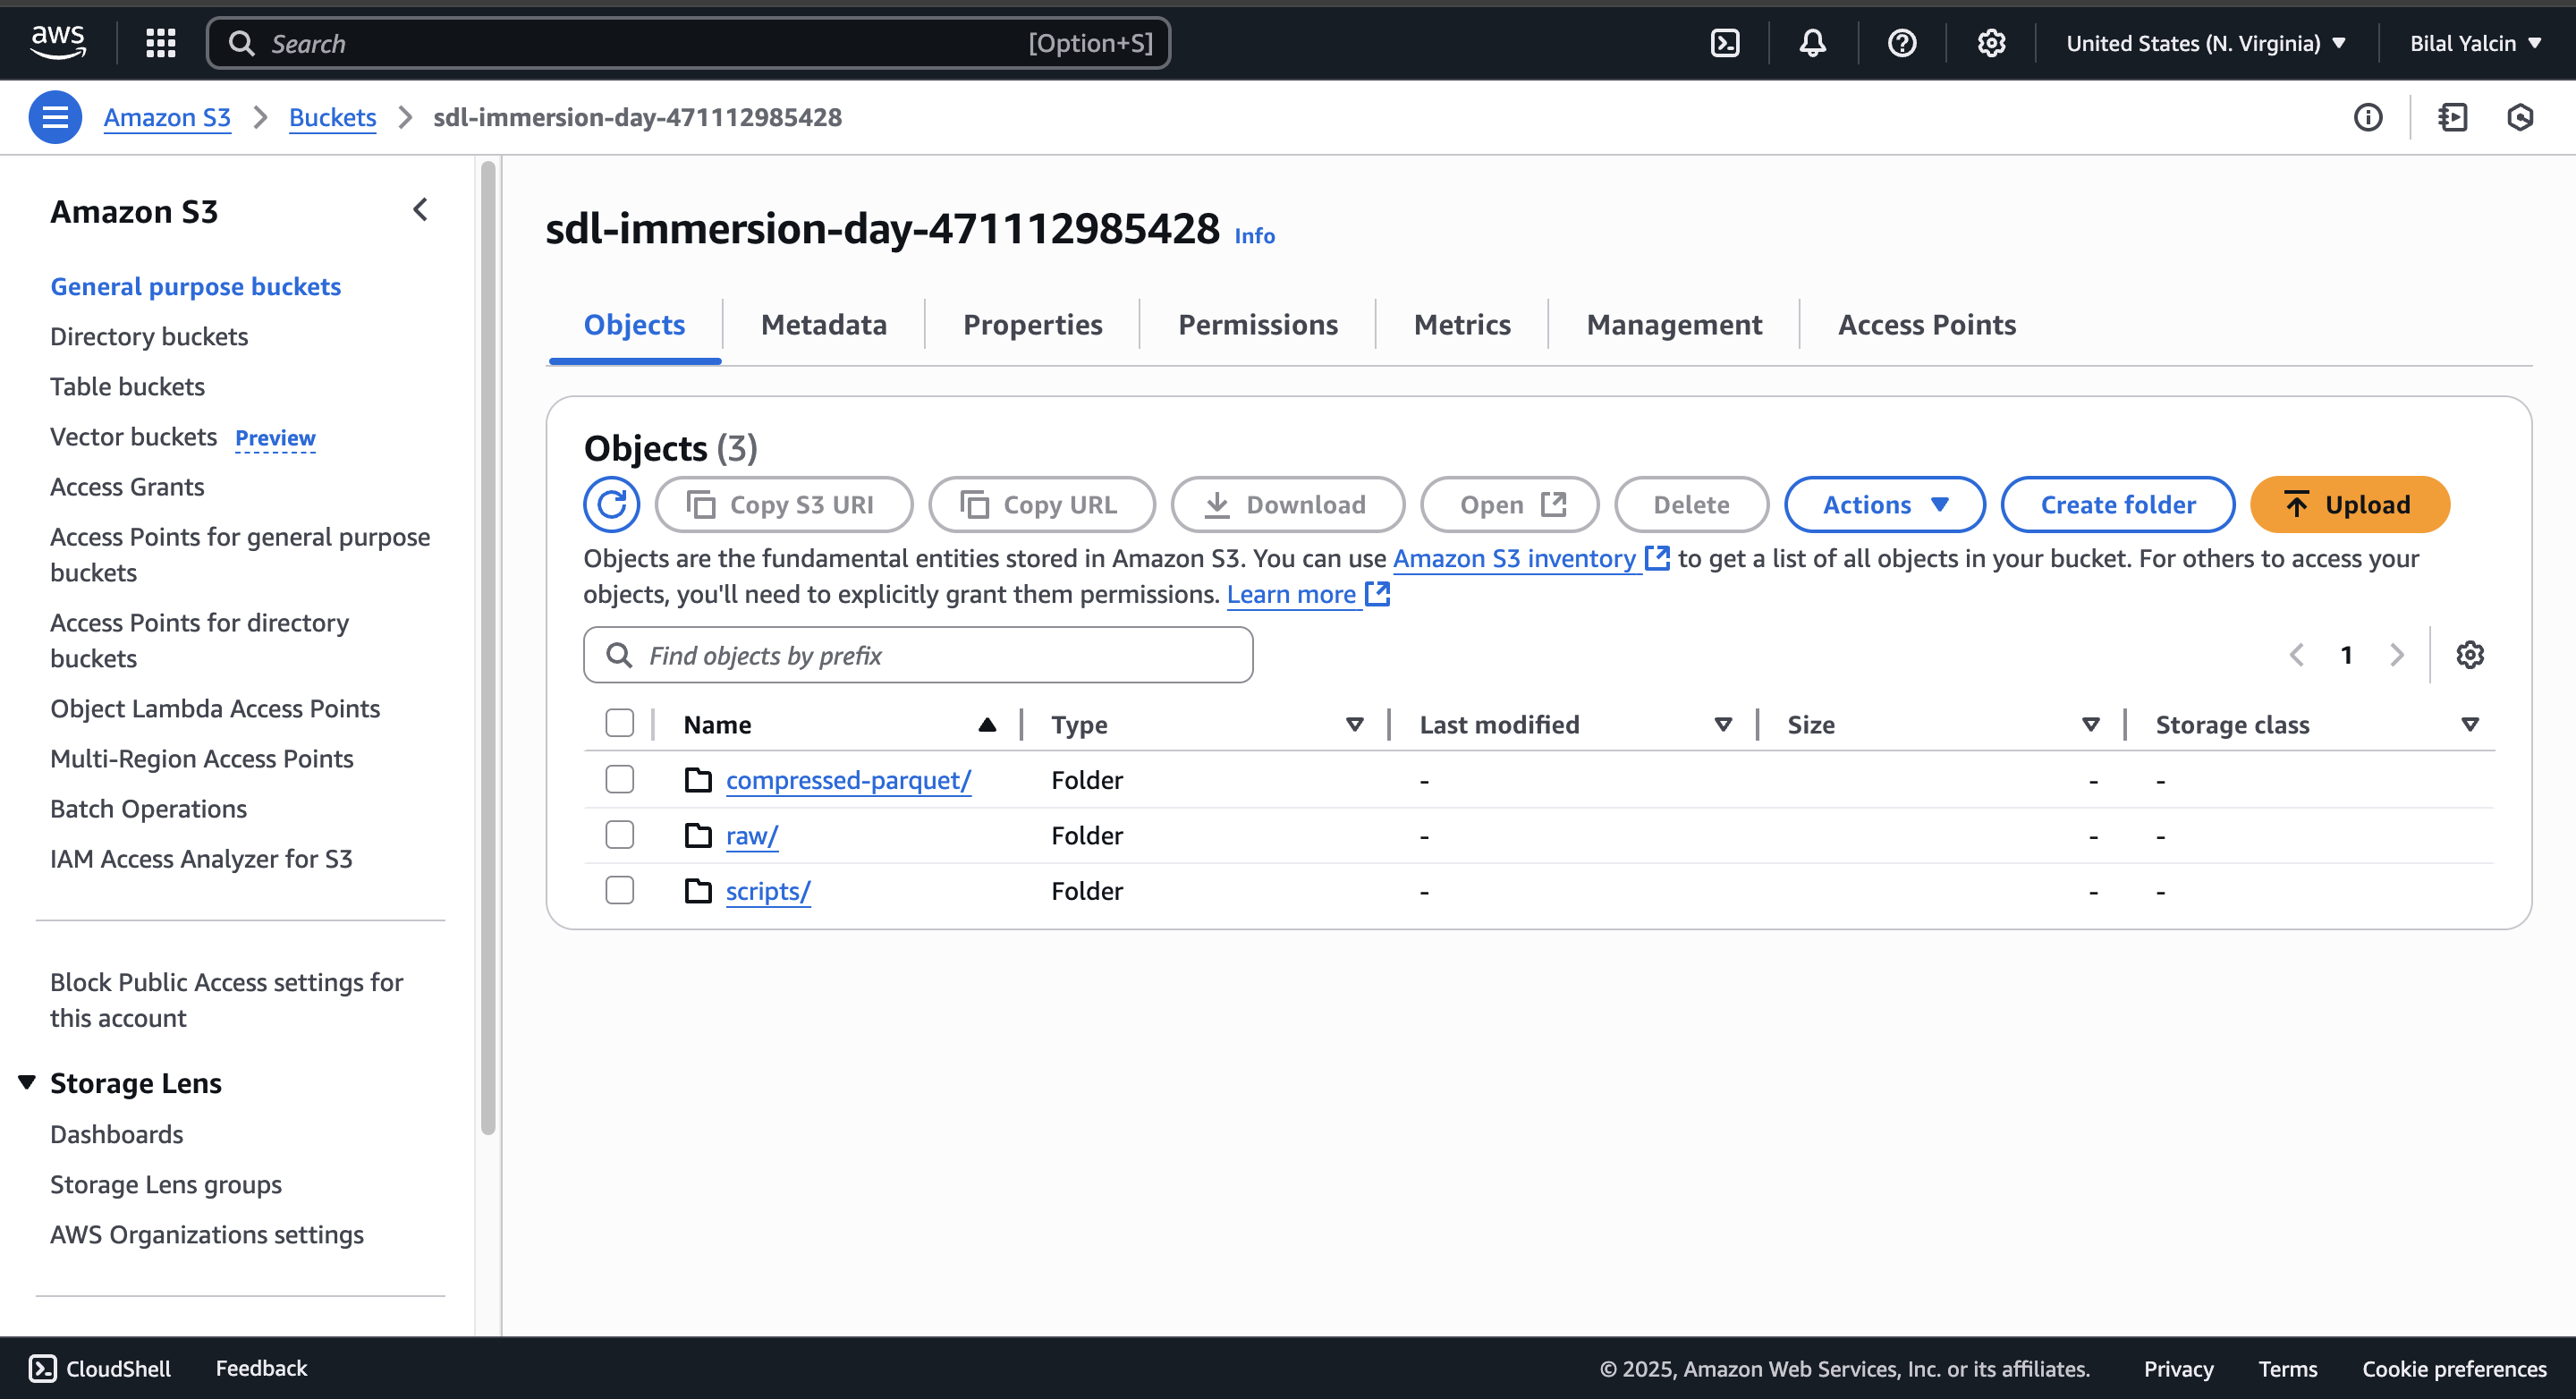 aws
Search [Option+S]
United States (N. Virginia) Bilal Yalcin
Amazon S3 Buckets sdl-immersion-day-471112985428
Amazon S3
General purpose buckets
Directory buckets
Table buckets
Vector buckets Preview
Access Grants
Access Points for general purpose
buckets
Access Points for directory
buckets
Object Lambda Access Points
Multi-Region Access Points
Batch Operations
IAM Access Analyzer for S3
Block Public Access settings for
this account
Storage Lens
Dashboards
Storage Lens groups
AWS Organizations settings
sdl-immersion-day-471112985428 Info
Objects Metadata Properties Permissions Metrics Management Access Points
Objects (3)
Copy S3 URI Copy URL Download Open Delete Actions Create folder Upload
Objects are the fundamental entities stored in Amazon S3. You can use Amazon S3 inventory to get a list of all objects in your bucket. For others to access your
objects, you'll need to explicitly grant them permissions. Learn more
Find objects by prefix
1
Name Type Last modified Size Storage class
compressed-parquet/ Folder - - -
raw/ Folder - - -
scripts/ Folder - - -
CloudShell Feedback
© 2025, Amazon Web Services, Inc. or its affiliates. Privacy Terms Cookie preferences